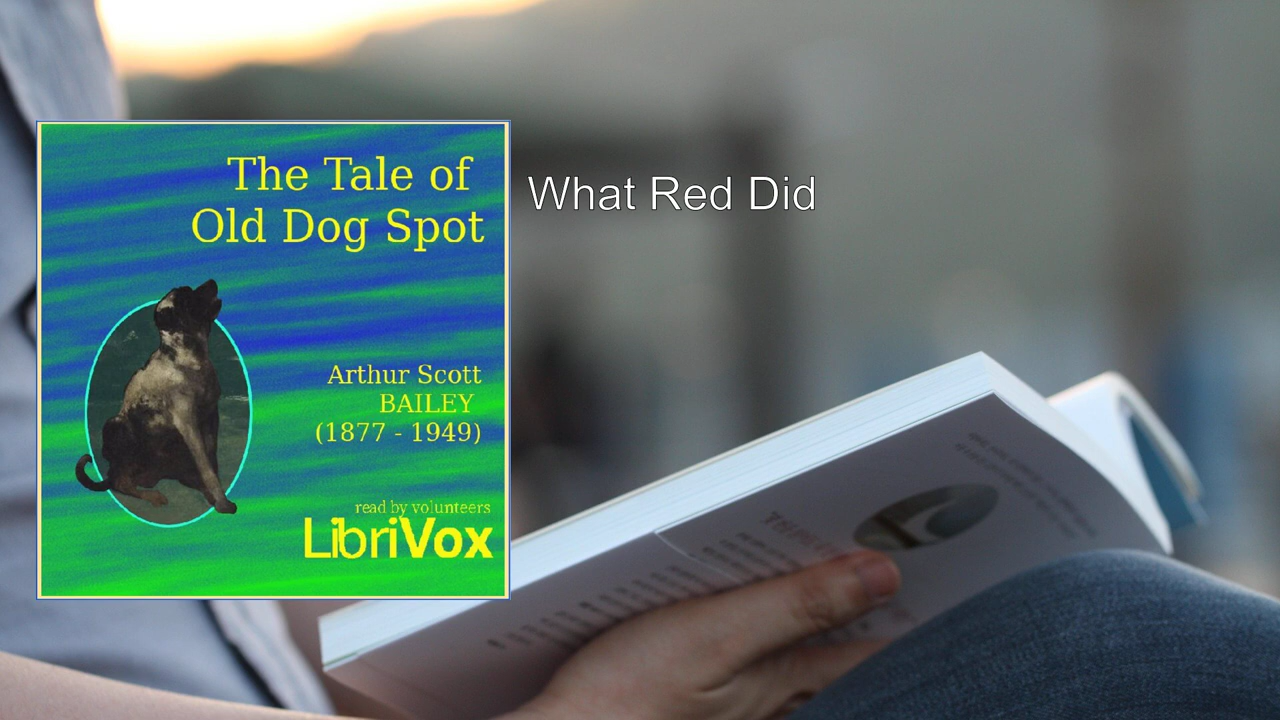 The Tale of
Old Dog Spot
Arthur Scott
BAILEY
(1877 - 1949)
read by volunteers
LibriVox
What Red Did